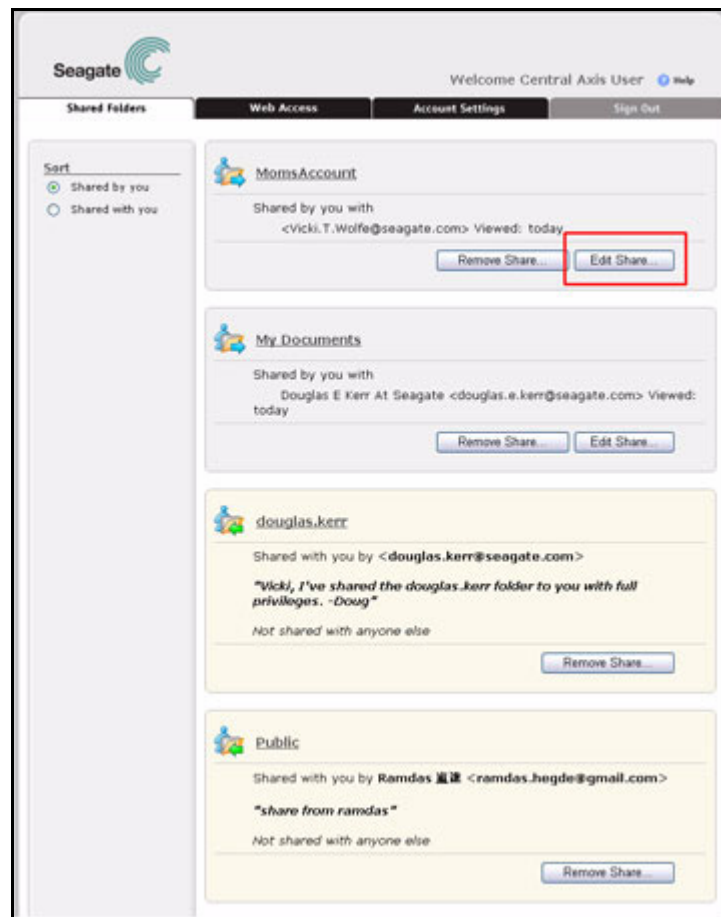 Seagate
Welcome Central Axis User
Help
Shared Folders
Web Access
Account Settings
Sign Out
Sort
Shared by you
Shared with you
MomsAccount
Shared by you with
<Vicki.T.Wolfe@seagate.com> Viewed: today
Remove Share...
Edit Share...
My Documents
Shared by you with
Douglas E Kerr At Seagate <douglas.e.kerr@seagate.com> Viewed:
today
Remove Share...
Edit Share...
douglas.kerr
Shared with you by <douglas.kerr@seagate.com>
"Vicki, I've shared the douglas.kerr folder to you with full
privileges. -Doug"
Not shared with anyone else
Remove Share...
Public
Shared with you by Ramdas <ramdas.hegde@gmail.com>
"share from ramdas"
Not shared with anyone else
Remove Share...